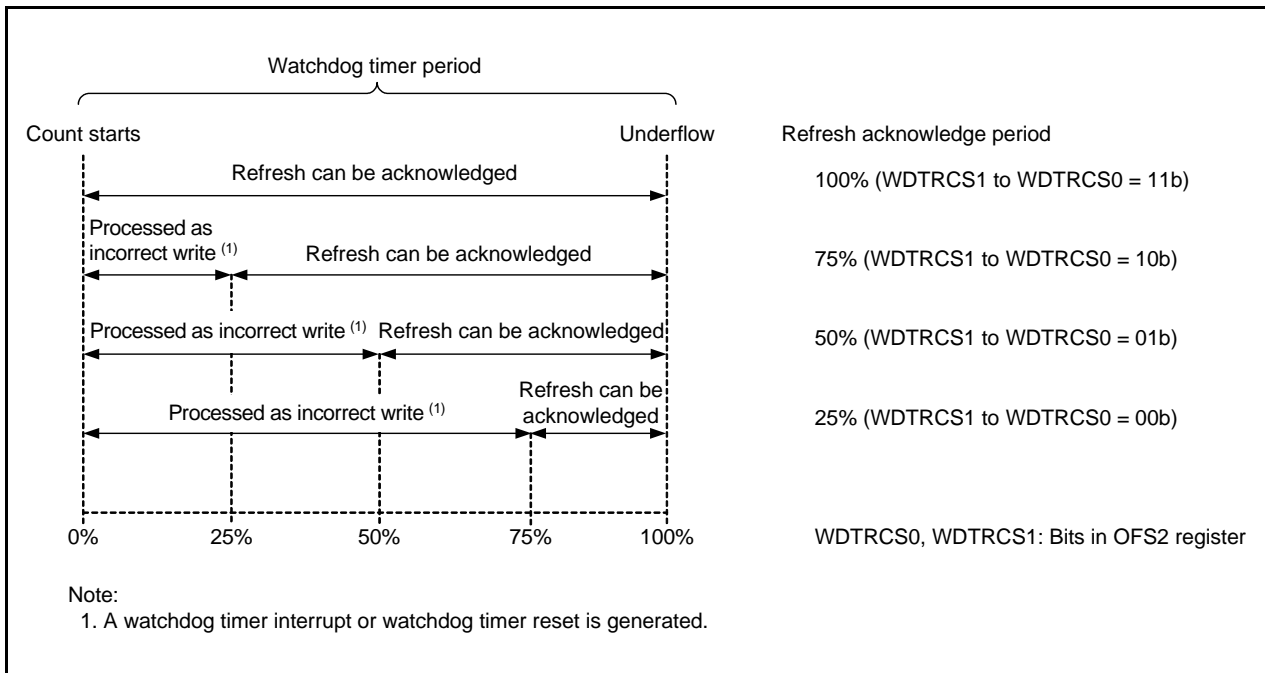 Watchdog timer period
Count starts
Underflow
Refresh acknowledge period
Refresh can be acknowledged
100% (WDTRCS1 to WDTRCS0 = 11b)
Processed as
incorrect write (1)
Refresh can be acknowledged
75% (WDTRCS1 to WDTRCS0 = 10b)
Processed as incorrect write (1)
Refresh can be acknowledged
50% (WDTRCS1 to WDTRCS0 = 01b)
Processed as incorrect write (1)
Refresh can be
acknowledged
25% (WDTRCS1 to WDTRCS0 = 00b)
0%
25%
50%
75%
100%
WDTRCS0, WDTRCS1: Bits in OFS2 register
Note:
1. A watchdog timer interrupt or watchdog timer reset is generated.